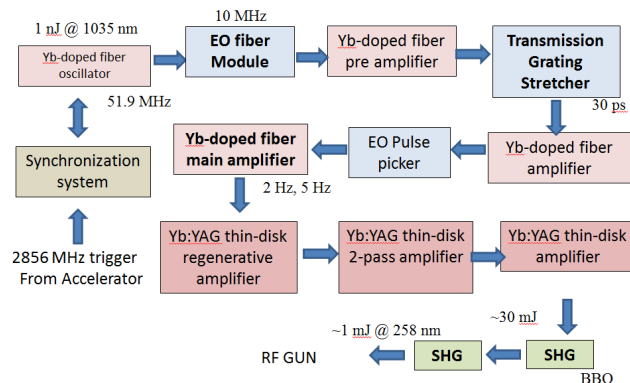 1 nJ @ 1035 nm
Yb-doped fiber
oscillator
10 MHz
EO fiber
Module
Yb-doped fiber
pre amplifier
Transmission
Grating
Stretcher
51.9 MHz
30 ps
Synchronization
system
Yb-doped fiber
main amplifier
EO Pulse
picker
Yb-doped fiber
amplifier
2 Hz, 5 Hz
2856 MHz trigger
From Accelerator
Yb:YAG thin-disk
regenerative
amplifier
Yb:YAG thin-disk
2-pass amplifier
Yb:YAG thin-disk
amplifier
~30 mJ
~1 mJ @ 258 nm
RF GUN
SHG
SHG
BBO